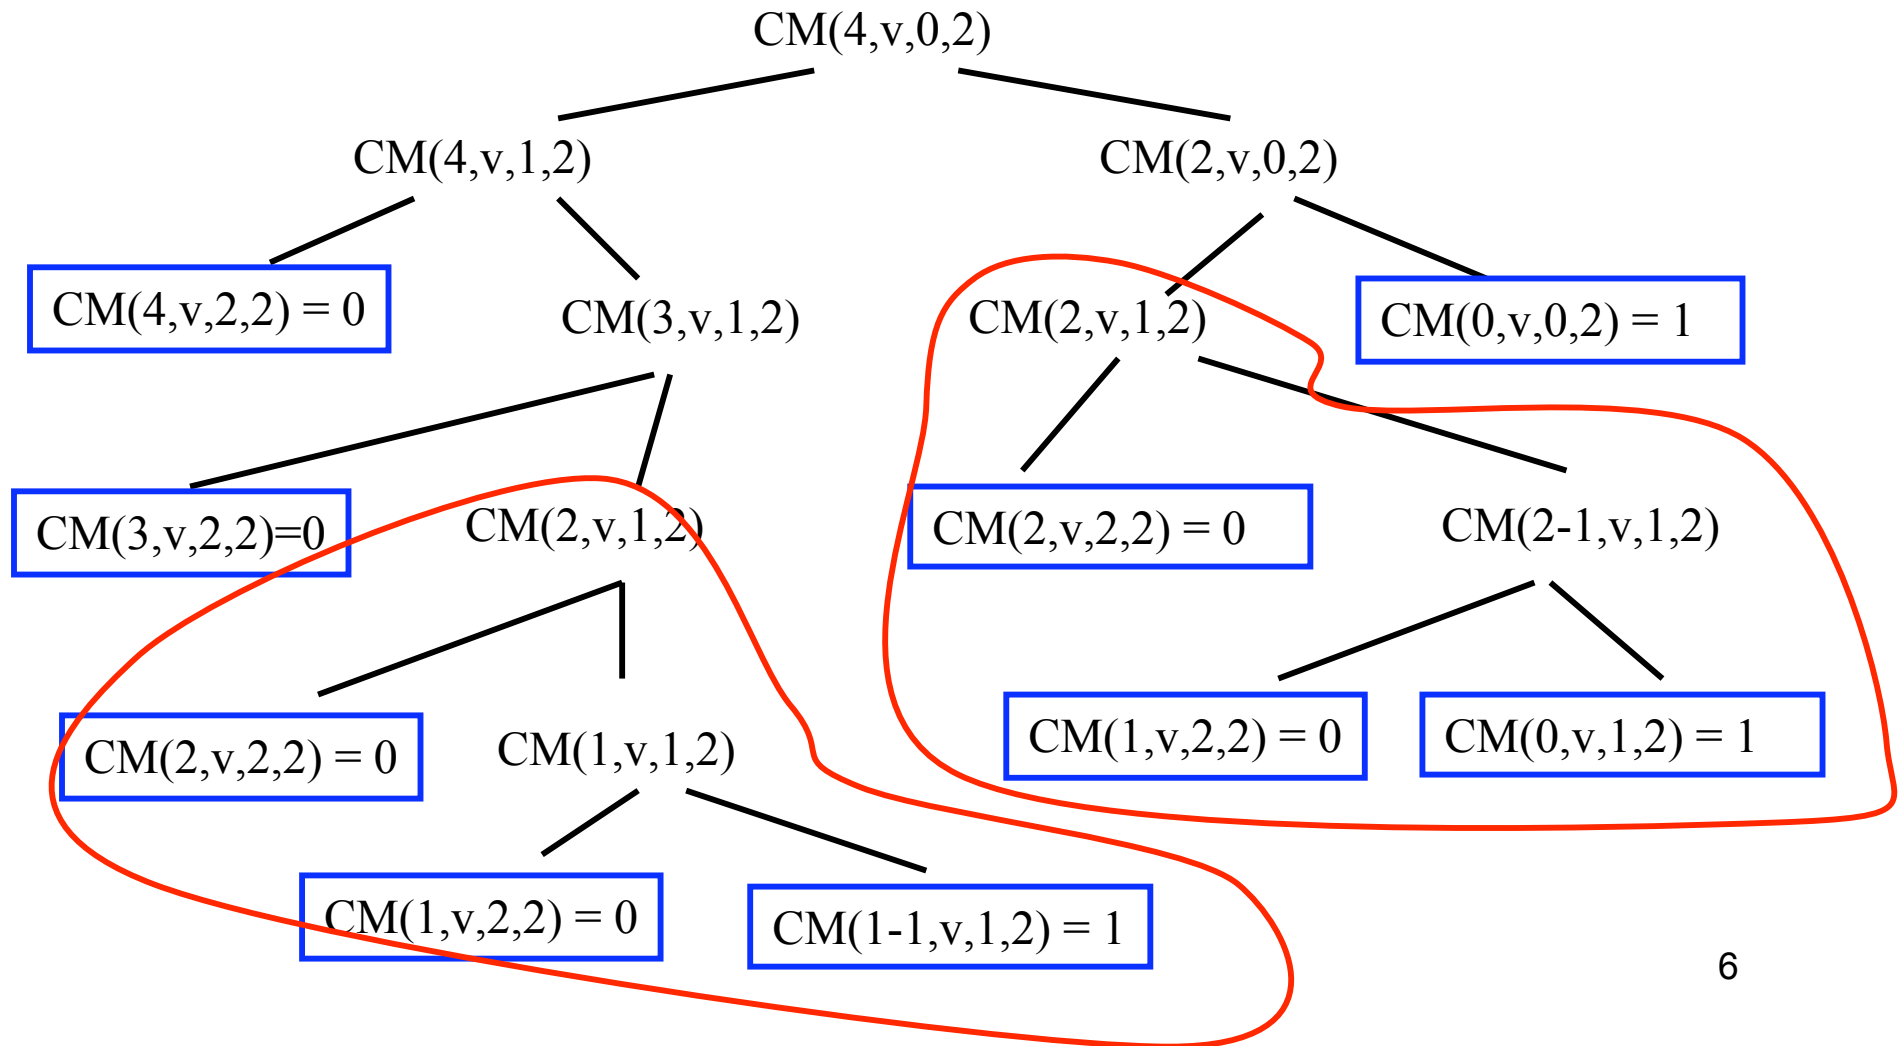 CM(4,v,0,2)
CM(4,v,1,2)
CM(2,v,0,2)
CM(4,v,2,2) = 0
CM(3,v,1,2)
CM(2,v,1,2)
CM(0,v,0,2) = 1
CM(3,v,2,2)=0
CM(2,v,1,2)
CM(2,v,2,2) = 0
CM(2-1,v,1,2)
CM(2,v,2,2) = 0
CM(1,v,1,2)
CM(1,v,2,2) = 0
CM(0,v,1,2) = 1
CM(1,v,2,2) = 0
CM(1-1,v,1,2) = 1
6